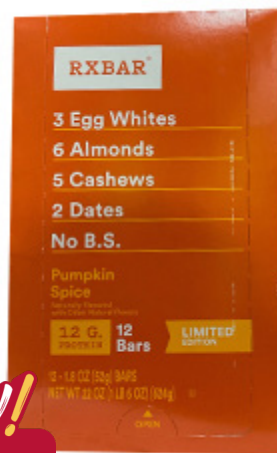 RXBAR
3 Egg Whites
6 Almonds
5 Cashews
2 Dates
No B.S.
Pumpkin
Spice
Naturally Flavored
with Other Natural Flavors
12 G.
PROTEIN
12
Bars
LIMITED
EDITION
12 - 1.8 OZ (52g) BARS
NET WT 22 OZ (1 LB 6 OZ) (624g)
OPEN